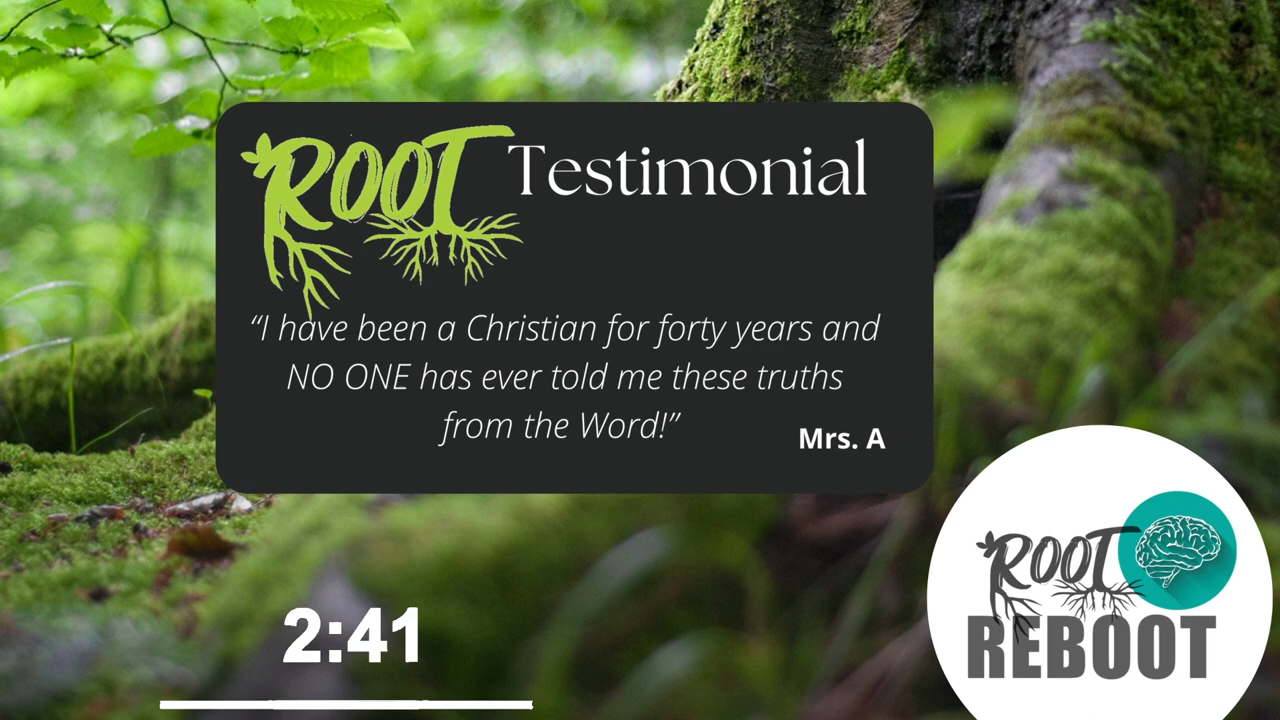 ROOT Testimonial
“I have been a Christian for forty years and
NO ONE has ever told me these truths
from the Word!”
Mrs. A
2:41
ROOT
REBOOT